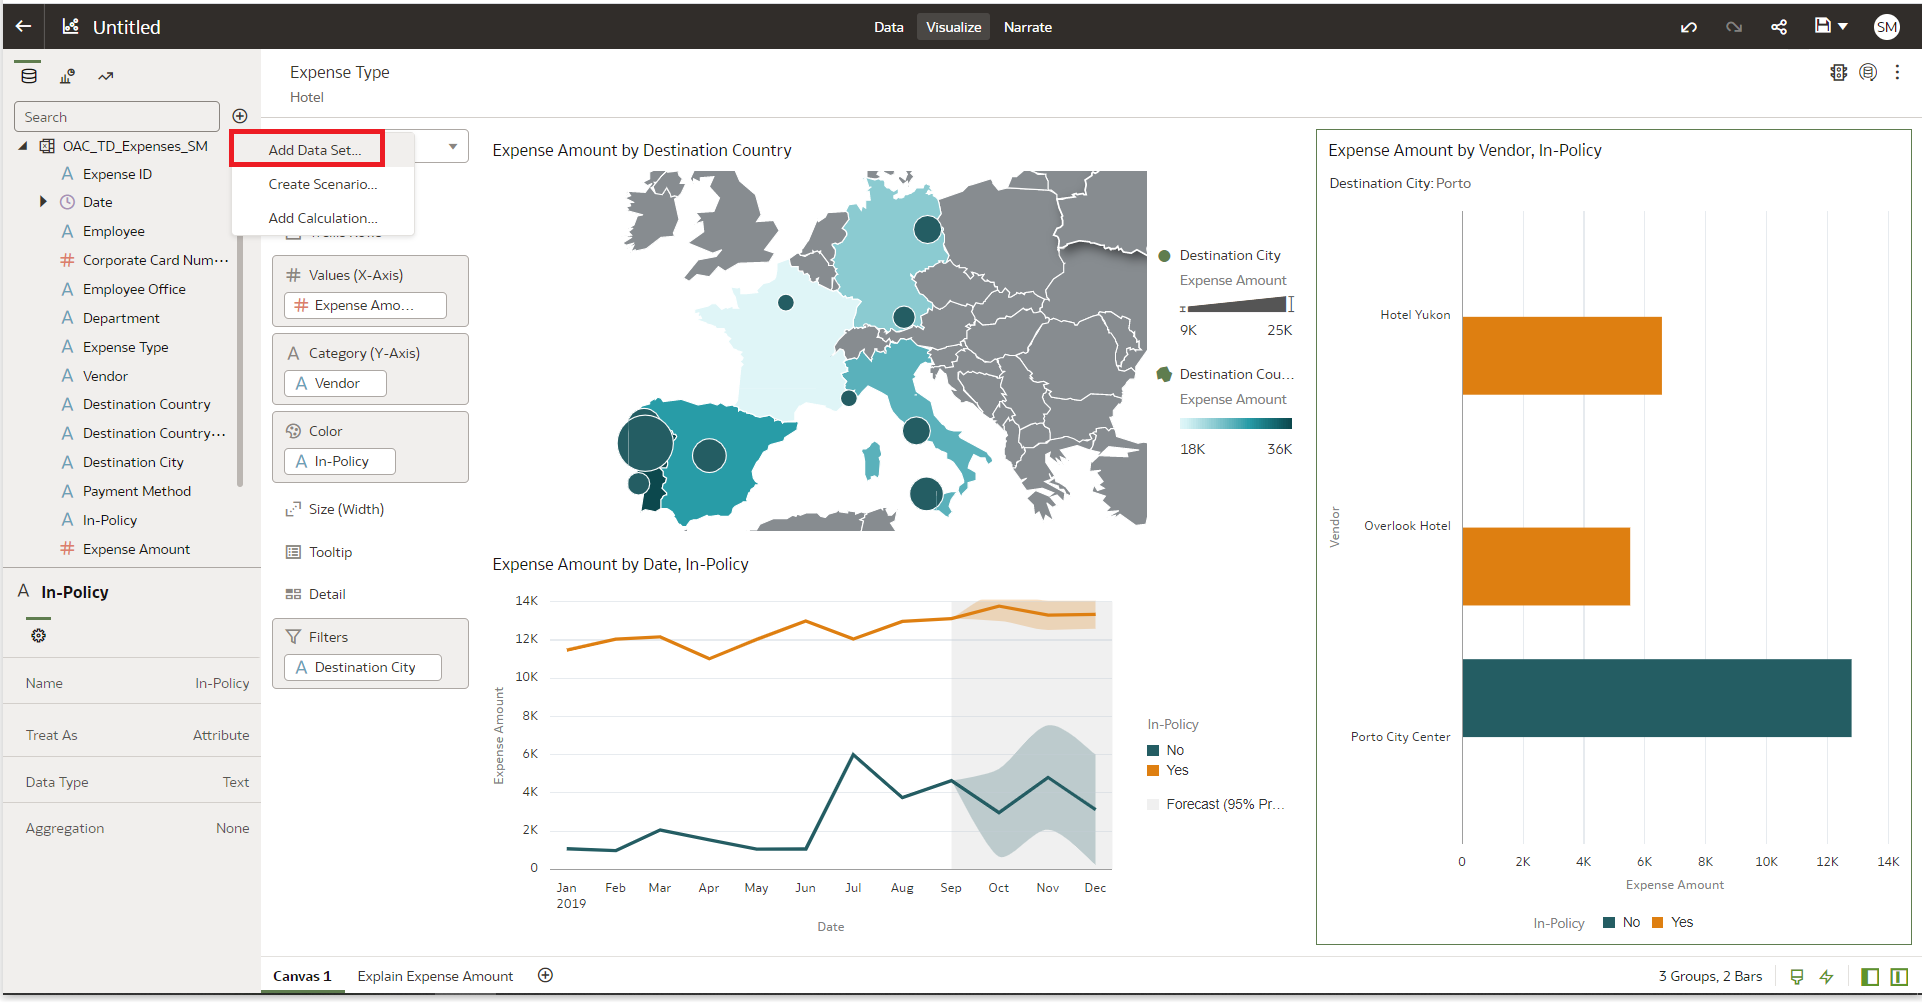 Untitled
Data
Visualize
Narrate
SM
Search
OAC_TD_Expenses_SM
Expense ID
Date
Employee
Corporate Card Num···
Employee Office
Department
Expense Type
Vendor
Destination Country
Destination Country···
Destination City
Payment Method
In-Policy
Expense Amount
A In-Policy
Name In-Policy
Treat As Attribute
Data Type Text
Aggregation None
Expense Type
Hotel
Add Data Set...
Create Scenario...
Add Calculation...
Values (X-Axis)
Expense Amo...
Category (Y-Axis)
Vendor
Color
In-Policy
Size (Width)
Tooltip
Detail
Filters
Destination City
Expense Amount by Destination Country
Destination City
Expense Amount
9K 25K
Destination Cou...
Expense Amount
18K 36K
Expense Amount by Date, In-Policy
Expense Amount
14K
12K
10K
8K
6K
4K
2K
0
Jan Feb Mar Apr May Jun Jul Aug Sep Oct Nov Dec
2019
Date
In-Policy
No
Yes
Forecast (95% Pr...
Expense Amount by Vendor, In-Policy
Destination City: Porto
Vendor
Hotel Yukon
Overlook Hotel
Porto City Center
0 2K 4K 6K 8K 10K 12K 14K
Expense Amount
In-Policy No Yes
Canvas 1
Explain Expense Amount
3 Groups, 2 Bars